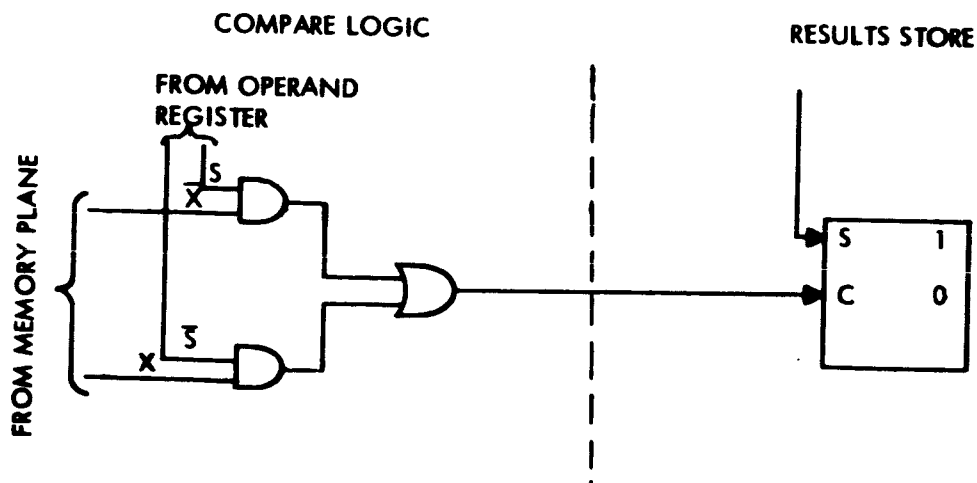 COMPARE LOGIC
RESULTS STORE
FROM OPERAND
REGISTER
S
X̅
FROM MEMORY PLANE
S 1
C 0
S̅
X